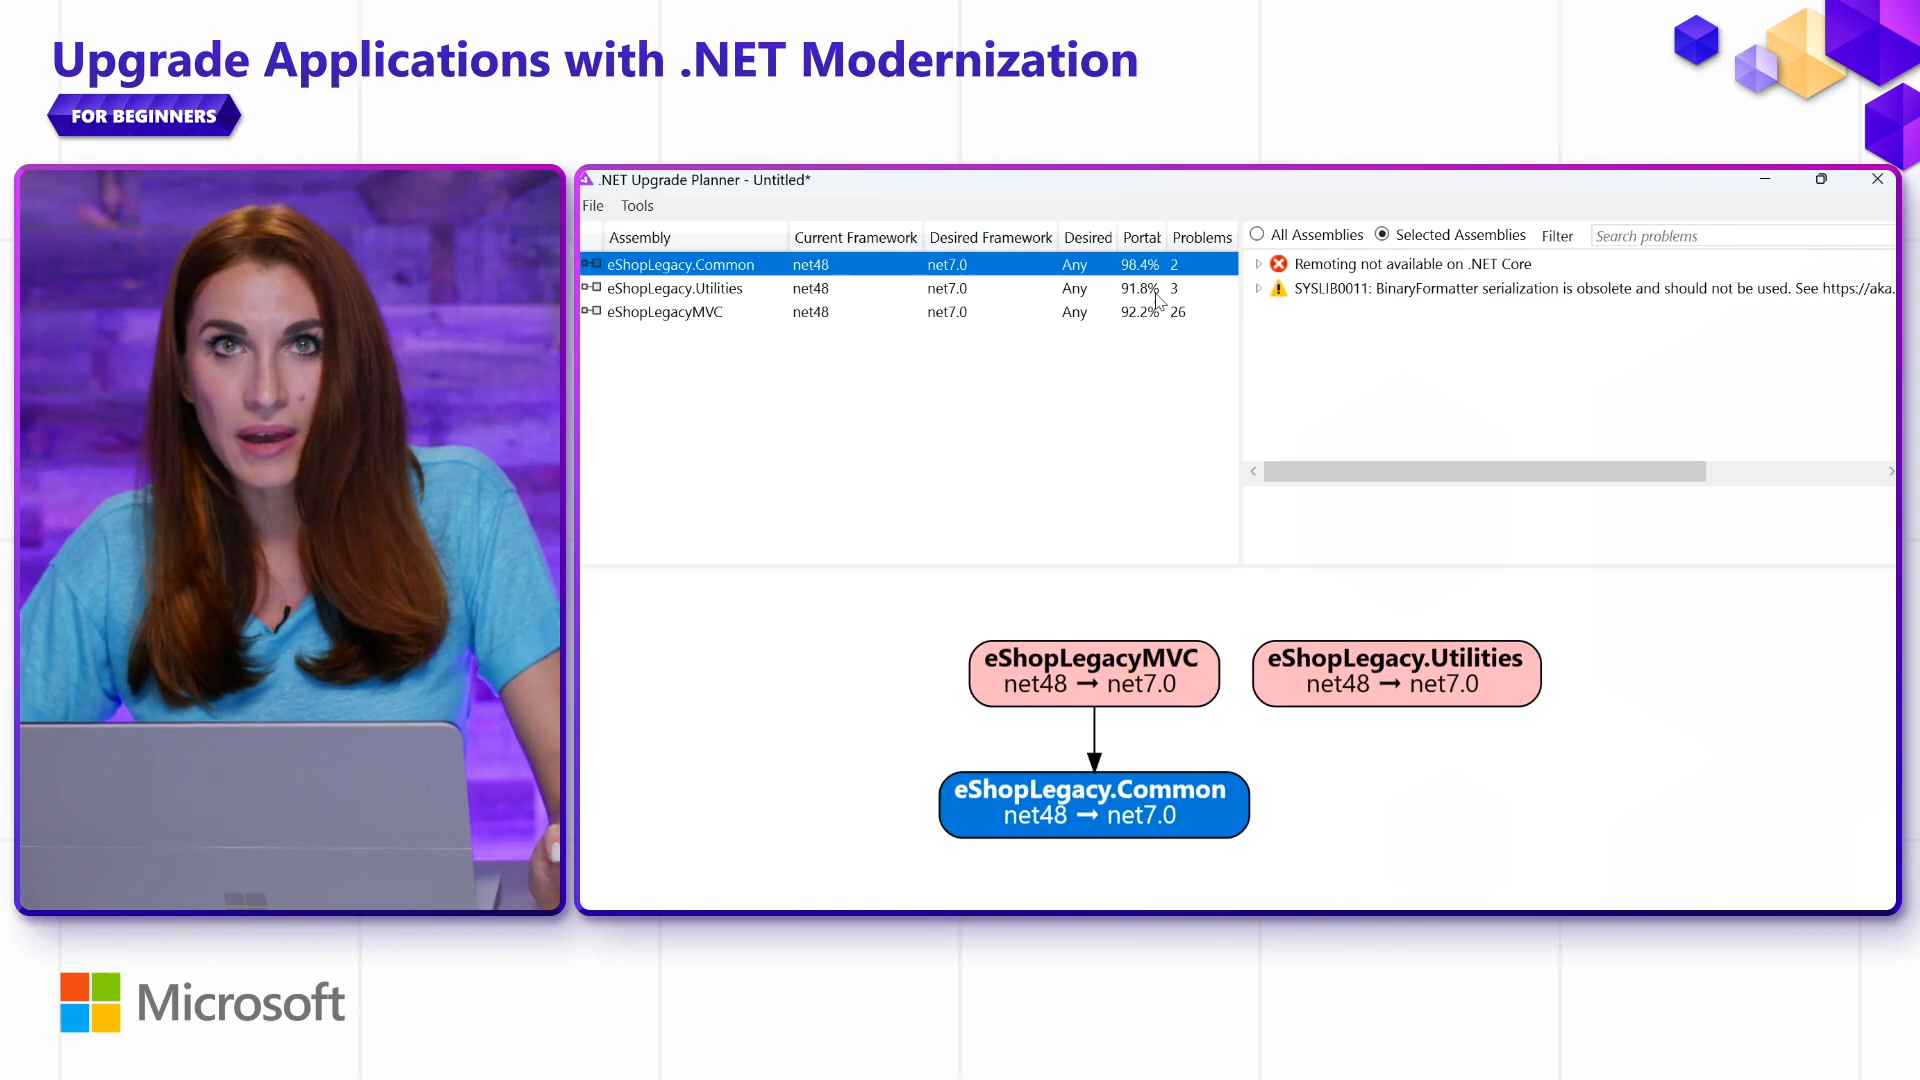 Upgrade Applications with .NET Modernization
FOR BEGINNERS
.NET Upgrade Planner - Untitled*
File Tools
Assembly Current Framework Desired Framework Desired Portal Problems
eShopLegacy.Common net48 net7.0 Any 98.4% 2
eShopLegacy.Utilities net48 net7.0 Any 91.8% 3
eShopLegacyMVC net48 net7.0 Any 92.2% 26
All Assemblies Selected Assemblies Filter Search problems
Remoting not available on .NET Core
SYSLIB0011: BinaryFormatter serialization is obsolete and should not be used. See https://aka.
eShopLegacyMVC
net48 → net7.0
eShopLegacy.Utilities
net48 → net7.0
eShopLegacy.Common
net48 → net7.0
Microsoft